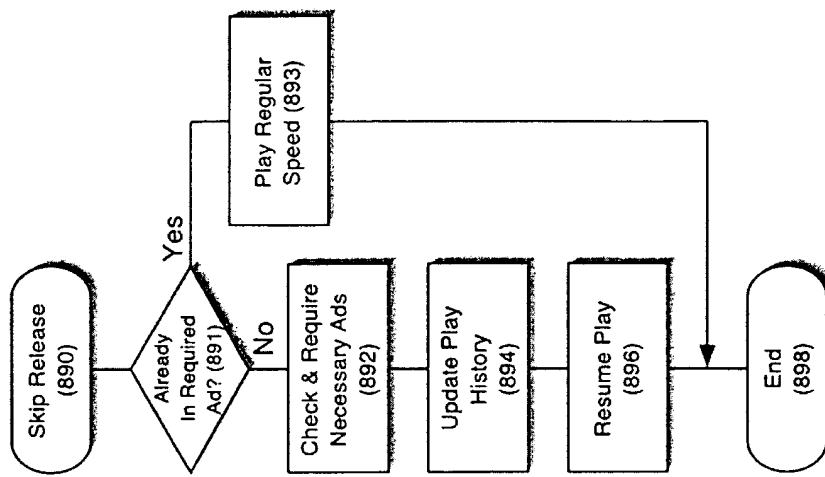 Skip Release
(890)
Already
In Required
Ad? (891)
Yes
No
Play Regular
Speed (893)
Check & Require
Necessary Ads
(892)
Update Play
History
(894)
Resume Play
(896)
End
(898)